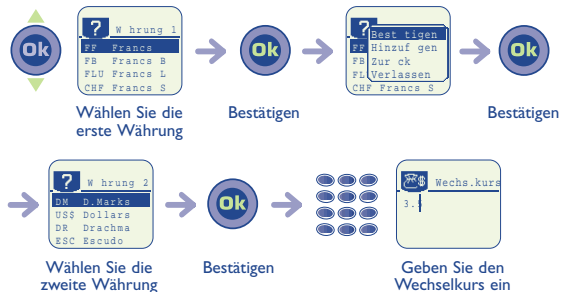 Ok
W hrung 1
FF Francs
FB Francs B
FLU Francs L
CHF Francs S
Ok
Best tigen
FF Hinzuf gen
FB Zur ck
FL Verlassen
CHF Francs S
Ok
Wählen Sie die
erste Währung
Bestätigen
Bestätigen
? W hrung 2
DM D.Marks
US$ Dollars
DR Drachma
ESC Escudo
Ok
$ Wechs.kurs
3.
Wählen Sie die
zweite Währung
Bestätigen
Geben Sie den
Wechselkurs ein